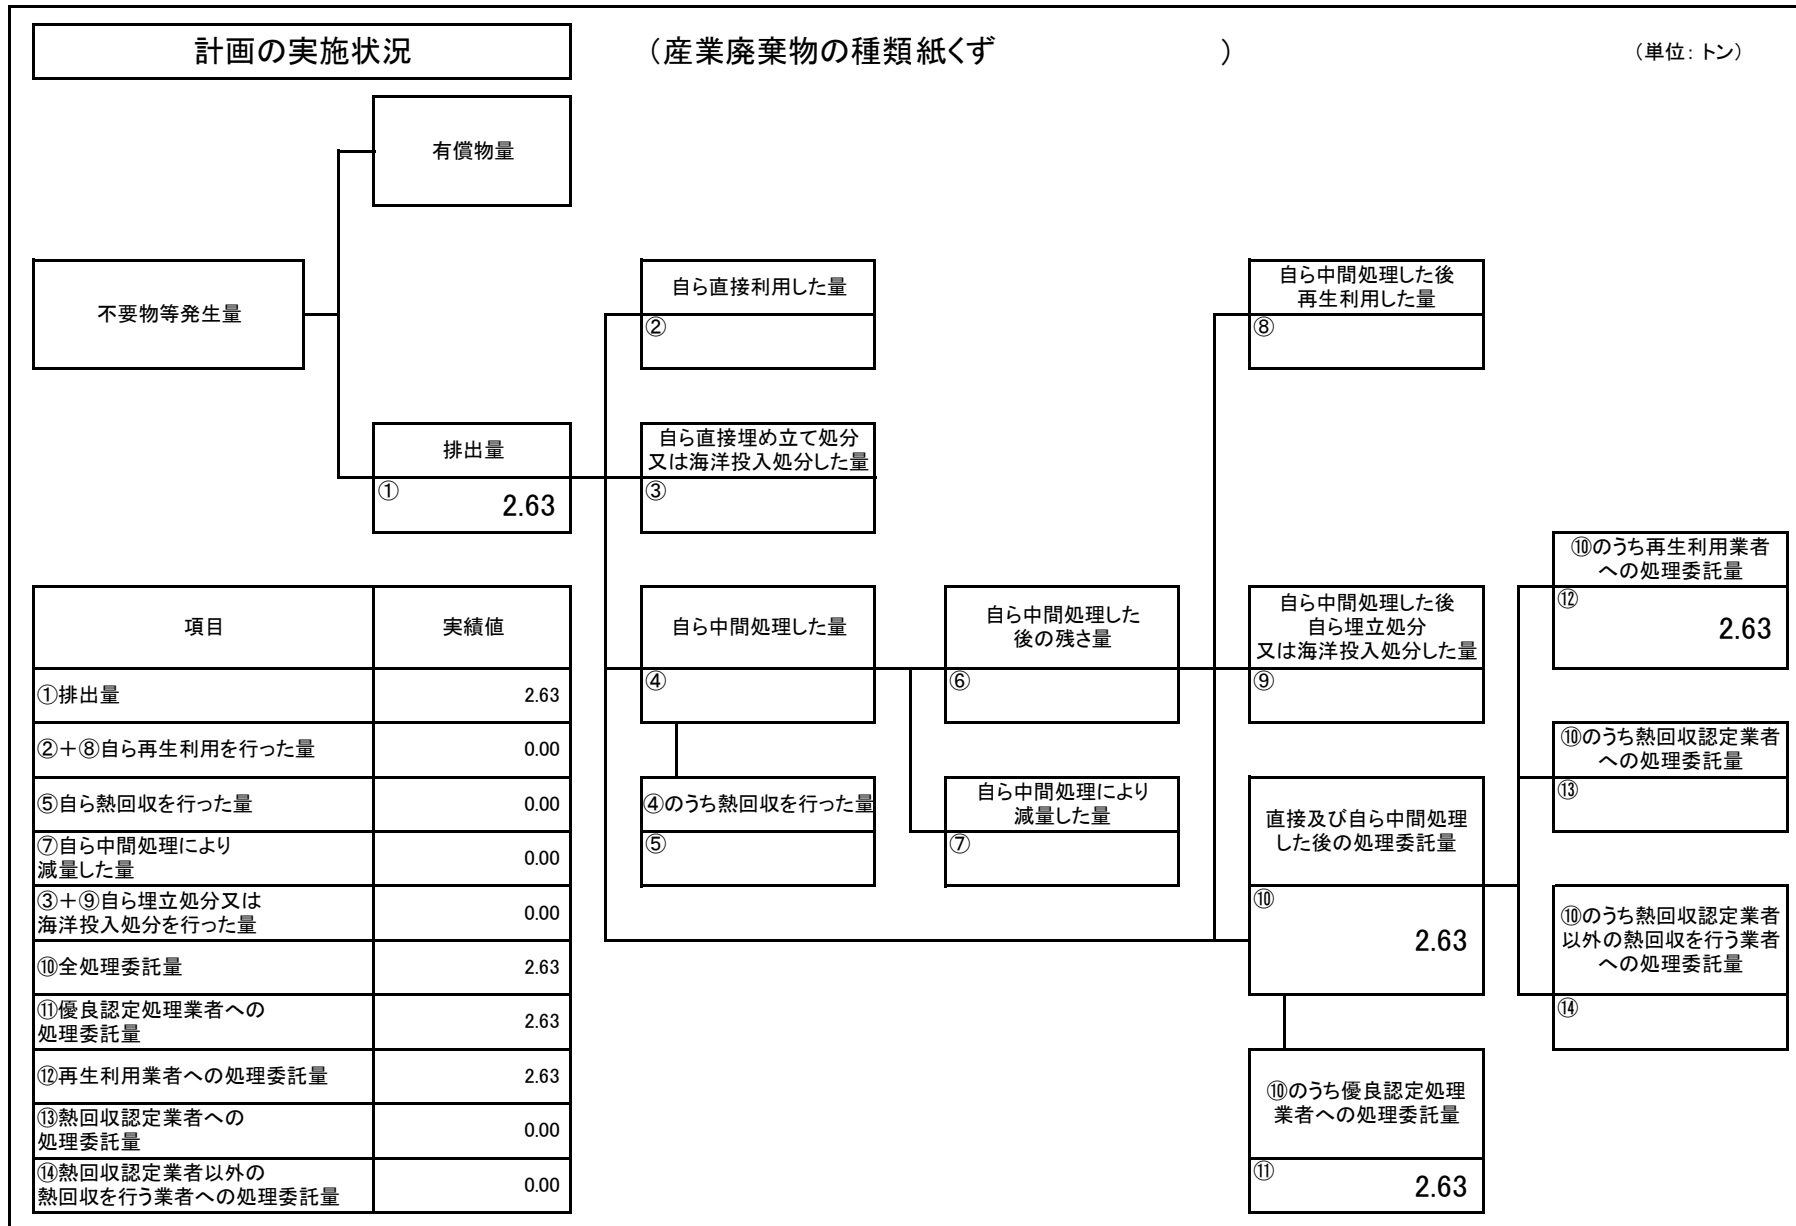 計画の実施状況
（産業廃棄物の種類紙くず　　　　　　　　）
（単位：トン）
有償物量
不要物等発生量
自ら直接利用した量
②
自ら中間処理した後
再生利用した量
⑧
排出量
①
2.63
自ら直接埋め立て処分
又は海洋投入処分した量
③
⑩のうち再生利用業者
への処理委託量
⑫
2.63
自ら中間処理した量
④
自ら中間処理した
後の残さ量
⑥
自ら中間処理した後
自ら埋立処分
又は海洋投入処分した量
⑨
⑩のうち熱回収認定業者
への処理委託量
⑬
④のうち熱回収を行った量
⑤
自ら中間処理により
減量した量
⑦
直接及び自ら中間処理
した後の処理委託量
⑩
2.63
⑩のうち熱回収認定業者
以外の熱回収を行う業者
への処理委託量
⑭
⑩のうち優良認定処理
業者への処理委託量
⑪
2.63
項目 実績値
①排出量 2.63
②＋⑧自ら再生利用を行った量 0.00
⑤自ら熱回収を行った量 0.00
⑦自ら中間処理により
減量した量 0.00
③＋⑨自ら埋立処分又は
海洋投入処分を行った量 0.00
⑩全処理委託量 2.63
⑪優良認定処理業者への
処理委託量 2.63
⑫再生利用業者への処理委託量 2.63
⑬熱回収認定業者への
処理委託量 0.00
⑭熱回収認定業者以外の
熱回収を行う業者への処理委託量 0.00